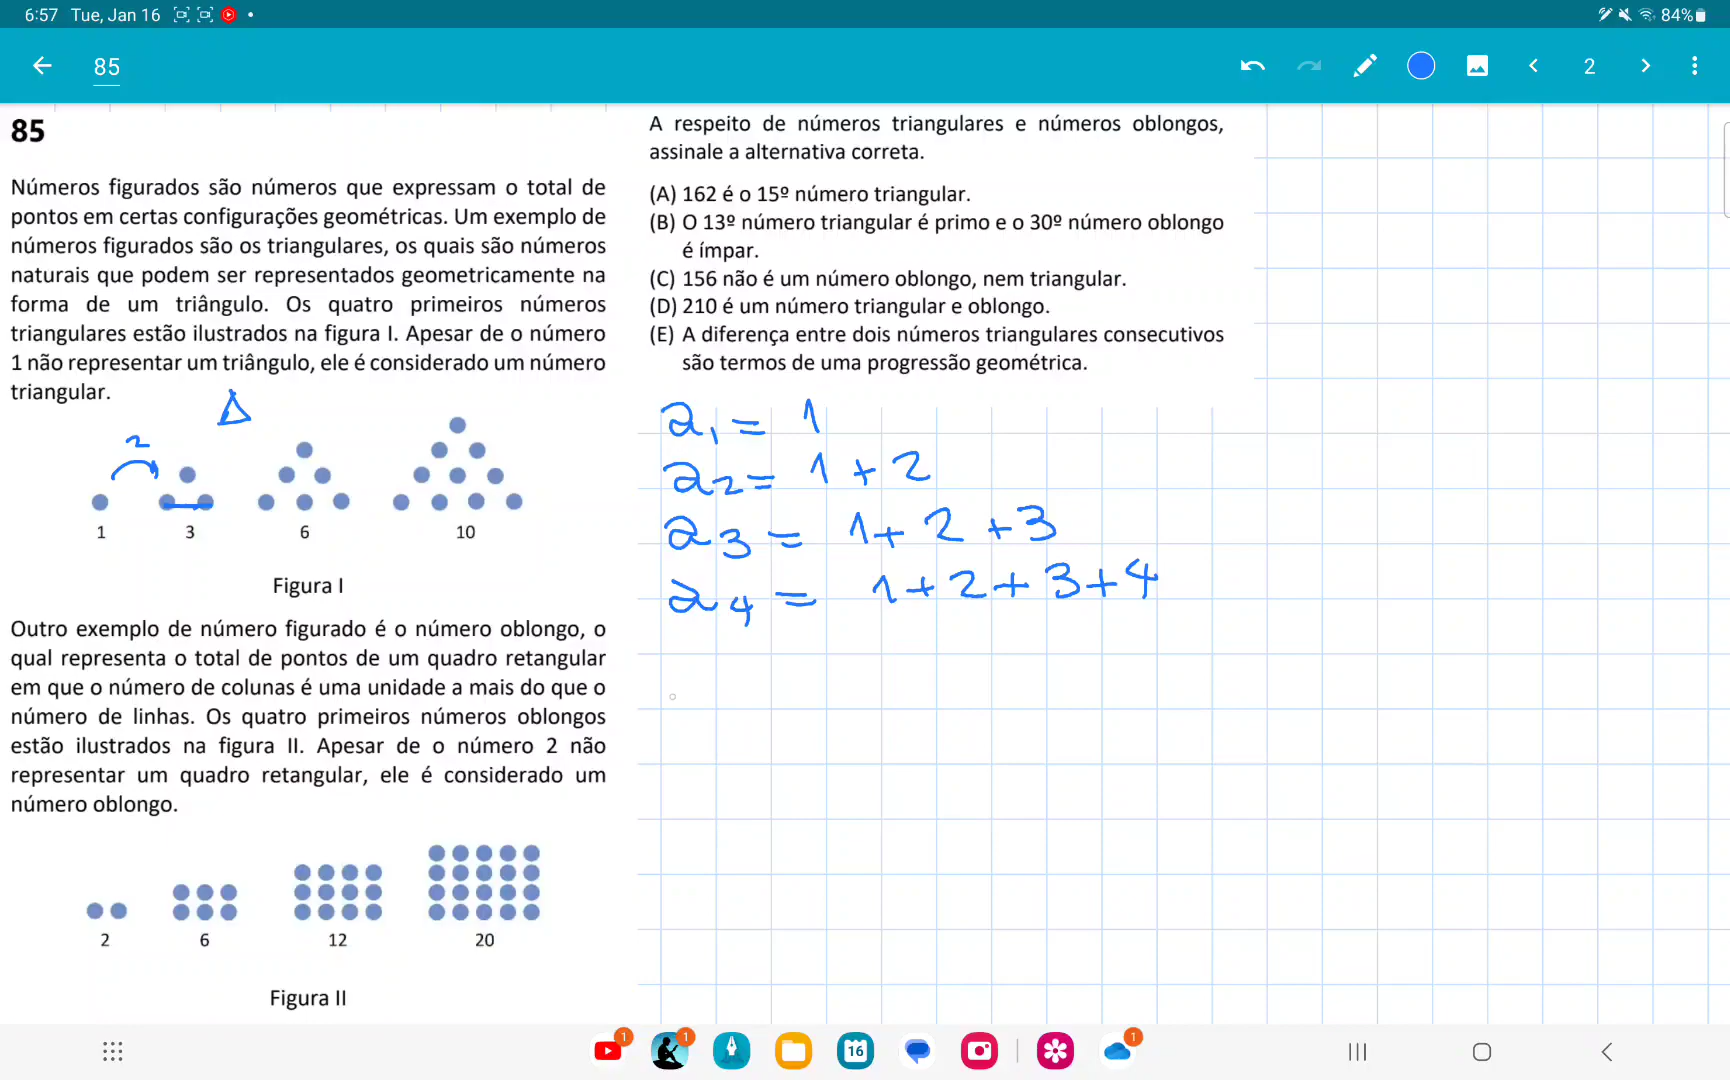 6:57 Tue, Jan 16
84%
85
2
85
Números figurados são números que expressam o total de
pontos em certas configurações geométricas. Um exemplo de
números figurados são os triangulares, os quais são números
naturais que podem ser representados geometricamente na
forma de um triângulo. Os quatro primeiros números
triangulares estão ilustrados na figura I. Apesar de o número
1 não representar um triângulo, ele é considerado um número
triangular.
2
1 3 6 10
Figura I
Outro exemplo de número figurado é o número oblongo, o
qual representa o total de pontos de um quadro retangular
em que o número de colunas é uma unidade a mais do que o
número de linhas. Os quatro primeiros números oblongos
estão ilustrados na figura II. Apesar de o número 2 não
representar um quadro retangular, ele é considerado um
número oblongo.
2 6 12 20
Figura II
A respeito de números triangulares e números oblongos,
assinale a alternativa correta.
(A) 162 é o 15º número triangular.
(B) O 13º número triangular é primo e o 30º número oblongo
é ímpar.
(C) 156 não é um número oblongo, nem triangular.
(D) 210 é um número triangular e oblongo.
(E) A diferença entre dois números triangulares consecutivos
são termos de uma progressão geométrica.
a1 = 1
a2 = 1 + 2
a3 = 1 + 2 + 3
a4 = 1 + 2 + 3 + 4
1 1 16 1